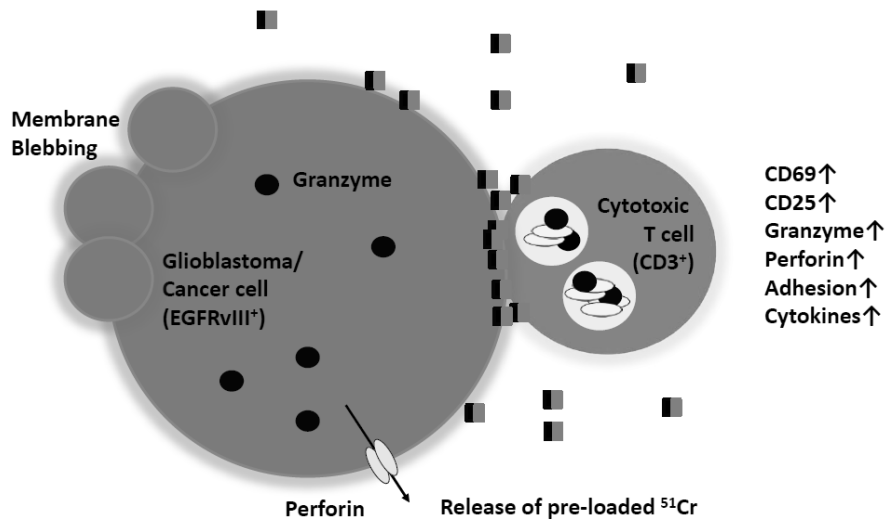 Membrane
Blebbing
Granzyme
Glioblastoma/
Cancer cell
(EGFRvIII⁺)
Cytotoxic
T cell
(CD3⁺)
CD69↑
CD25↑
Granzyme↑
Perforin↑
Adhesion↑
Cytokines↑
Perforin
Release of pre-loaded ⁵¹Cr